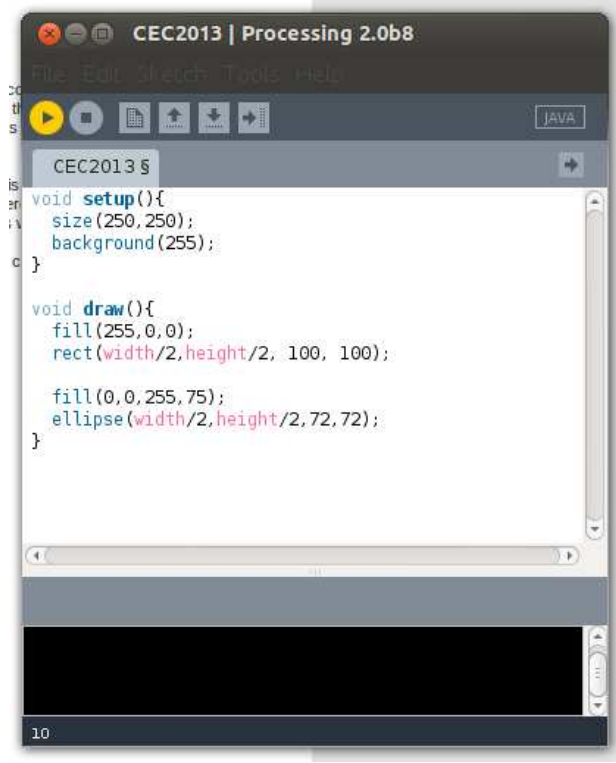 CEC2013 | Processing 2.0b8
File Edit Sketch Tools Help
JAVA
CEC2013 §
void setup(){
  size(250,250);
  background(255);
}
void draw(){
  fill(255,0,0);
  rect(width/2,height/2, 100, 100);
  fill(0,0,255,75);
  ellipse(width/2,height/2,72,72);
}
10